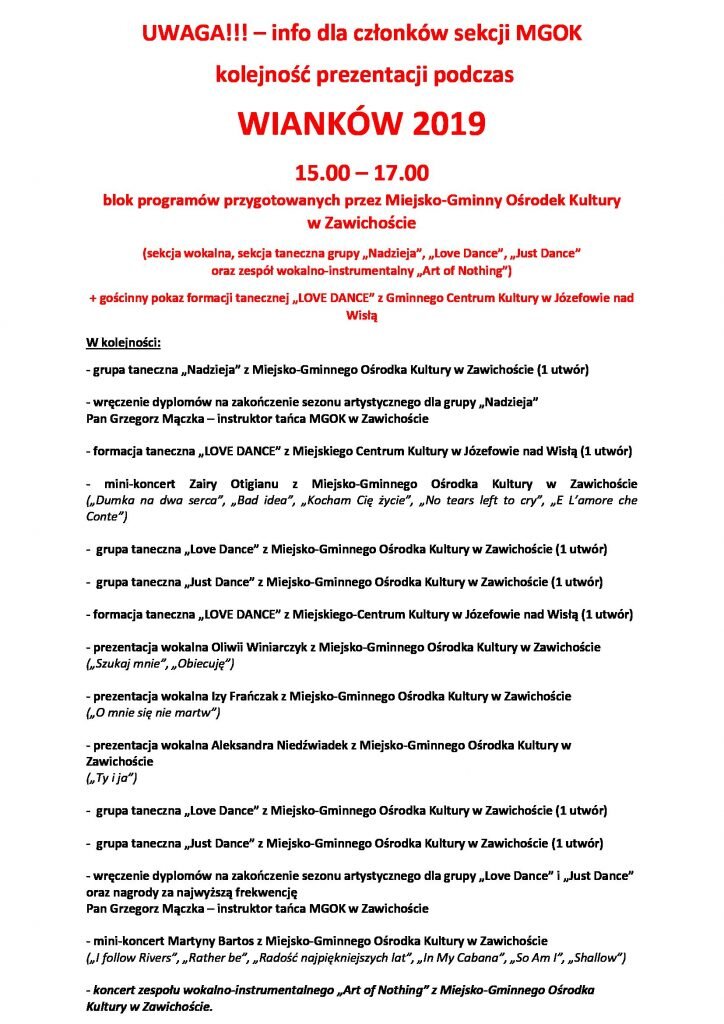 UWAGA!!! – info dla członków sekcji MGOK
kolejność prezentacji podczas
WIANKÓW 2019
15.00 – 17.00
blok programów przygotowanych przez Miejsko-Gminny Ośrodek Kultury
w Zawichoście
(sekcja wokalna, sekcja taneczna grupy „Nadzieja”, „Love Dance”, „Just Dance”
oraz zespół wokalno-instrumentalny „Art of Nothing”)
+ gościnny pokaz formacji tanecznej „LOVE DANCE” z Gminnego Centrum Kultury w Józefowie nad
Wisłą
W kolejności:
- grupa taneczna „Nadzieja” z Miejsko-Gminnego Ośrodka Kultury w Zawichoście (1 utwór)
- wręczenie dyplomów na zakończenie sezonu artystycznego dla grupy „Nadzieja”
Pan Grzegorz Mączka – instruktor tańca MGOK w Zawichoście
- formacja taneczna „LOVE DANCE” z Miejskiego Centrum Kultury w Józefowie nad Wisłą (1 utwór)
- mini-koncert Zairy Otigianu z Miejsko-Gminnego Ośrodka Kultury w Zawichoście
(„Dumka na dwa serca”, „Bad idea”, „Kocham Cię życie”, „No tears left to cry”, „E L’amore che
Conte”)
- grupa taneczna „Love Dance” z Miejsko-Gminnego Ośrodka Kultury w Zawichoście (1 utwór)
- grupa taneczna „Just Dance” z Miejsko-Gminnego Ośrodka Kultury w Zawichoście (1 utwór)
- formacja taneczna „LOVE DANCE” z Miejskiego-Centrum Kultury w Józefowie nad Wisłą (1 utwór)
- prezentacja wokalna Oliwii Winiarczyk z Miejsko-Gminnego Ośrodka Kultury w Zawichoście
(„Szukaj mnie”, „Obiecuję”)
- prezentacja wokalna Izy Frańczak z Miejsko-Gminnego Ośrodka Kultury w Zawichoście
(„O mnie się nie martw”)
- prezentacja wokalna Aleksandra Niedźwiadek z Miejsko-Gminnego Ośrodka Kultury w
Zawichoście
(„Ty i ja”)
- grupa taneczna „Love Dance” z Miejsko-Gminnego Ośrodka Kultury w Zawichoście (1 utwór)
- grupa taneczna „Just Dance” z Miejsko-Gminnego Ośrodka Kultury w Zawichoście (1 utwór)
- wręczenie dyplomów na zakończenie sezonu artystycznego dla grupy „Love Dance” i „Just Dance”
oraz nagrody za najwyższą frekwencję
Pan Grzegorz Mączka – instruktor tańca MGOK w Zawichoście
- mini-koncert Martyny Bartos z Miejsko-Gminnego Ośrodka Kultury w Zawichoście
(„I follow Rivers”, „Rather be”, „Radość najpiękniejszych lat”, „In My Cabana”, „So Am I”, „Shallow”)
- koncert zespołu wokalno-instrumentalnego „Art of Nothing” z Miejsko-Gminnego Ośrodka
Kultury w Zawichoście.